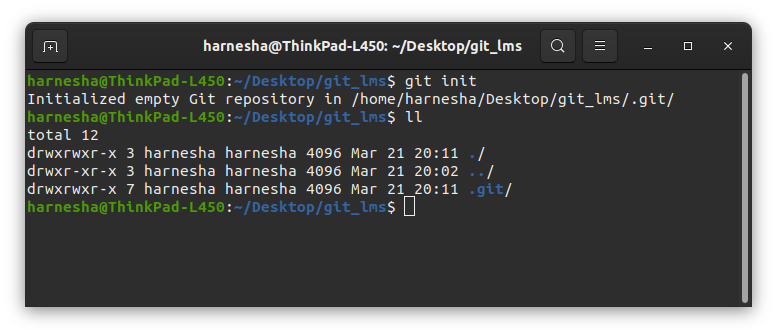 harnesha@ThinkPad-L450: ~/Desktop/git_lms
harnesha@ThinkPad-L450:~/Desktop/git_lms$ git init
Initialized empty Git repository in /home/harnesha/Desktop/git_lms/.git/
harnesha@ThinkPad-L450:~/Desktop/git_lms$ ll
total 12
drwxrwxr-x 3 harnesha harnesha 4096 Mar 21 20:11 ./
drwxr-xr-x 3 harnesha harnesha 4096 Mar 21 20:02 ../
drwxrwxr-x 7 harnesha harnesha 4096 Mar 21 20:11 .git/
harnesha@ThinkPad-L450:~/Desktop/git_lms$